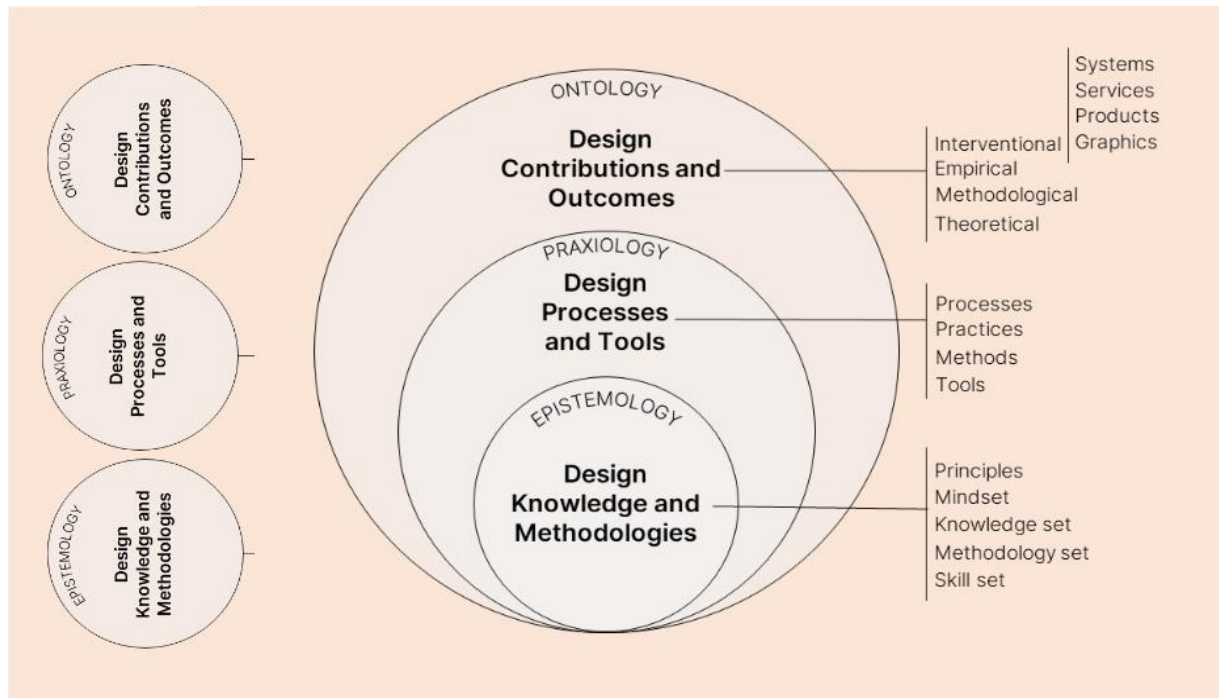 ONTOLOGY
Design
Contributions
and Outcomes
PRAXIOLOGY
Design
Processes and
Tools
EPISTEMOLOGY
Design
Knowledge and
Methodologies
ONTOLOGY
Design
Contributions and
Outcomes
PRAXIOLOGY
Design
Processes
and Tools
EPISTEMOLOGY
Design
Knowledge and
Methodologies
Systems
Services
Products
Graphics
Interventional
Empirical
Methodological
Theoretical
Processes
Practices
Methods
Tools
Principles
Mindset
Knowledge set
Methodology set
Skill set